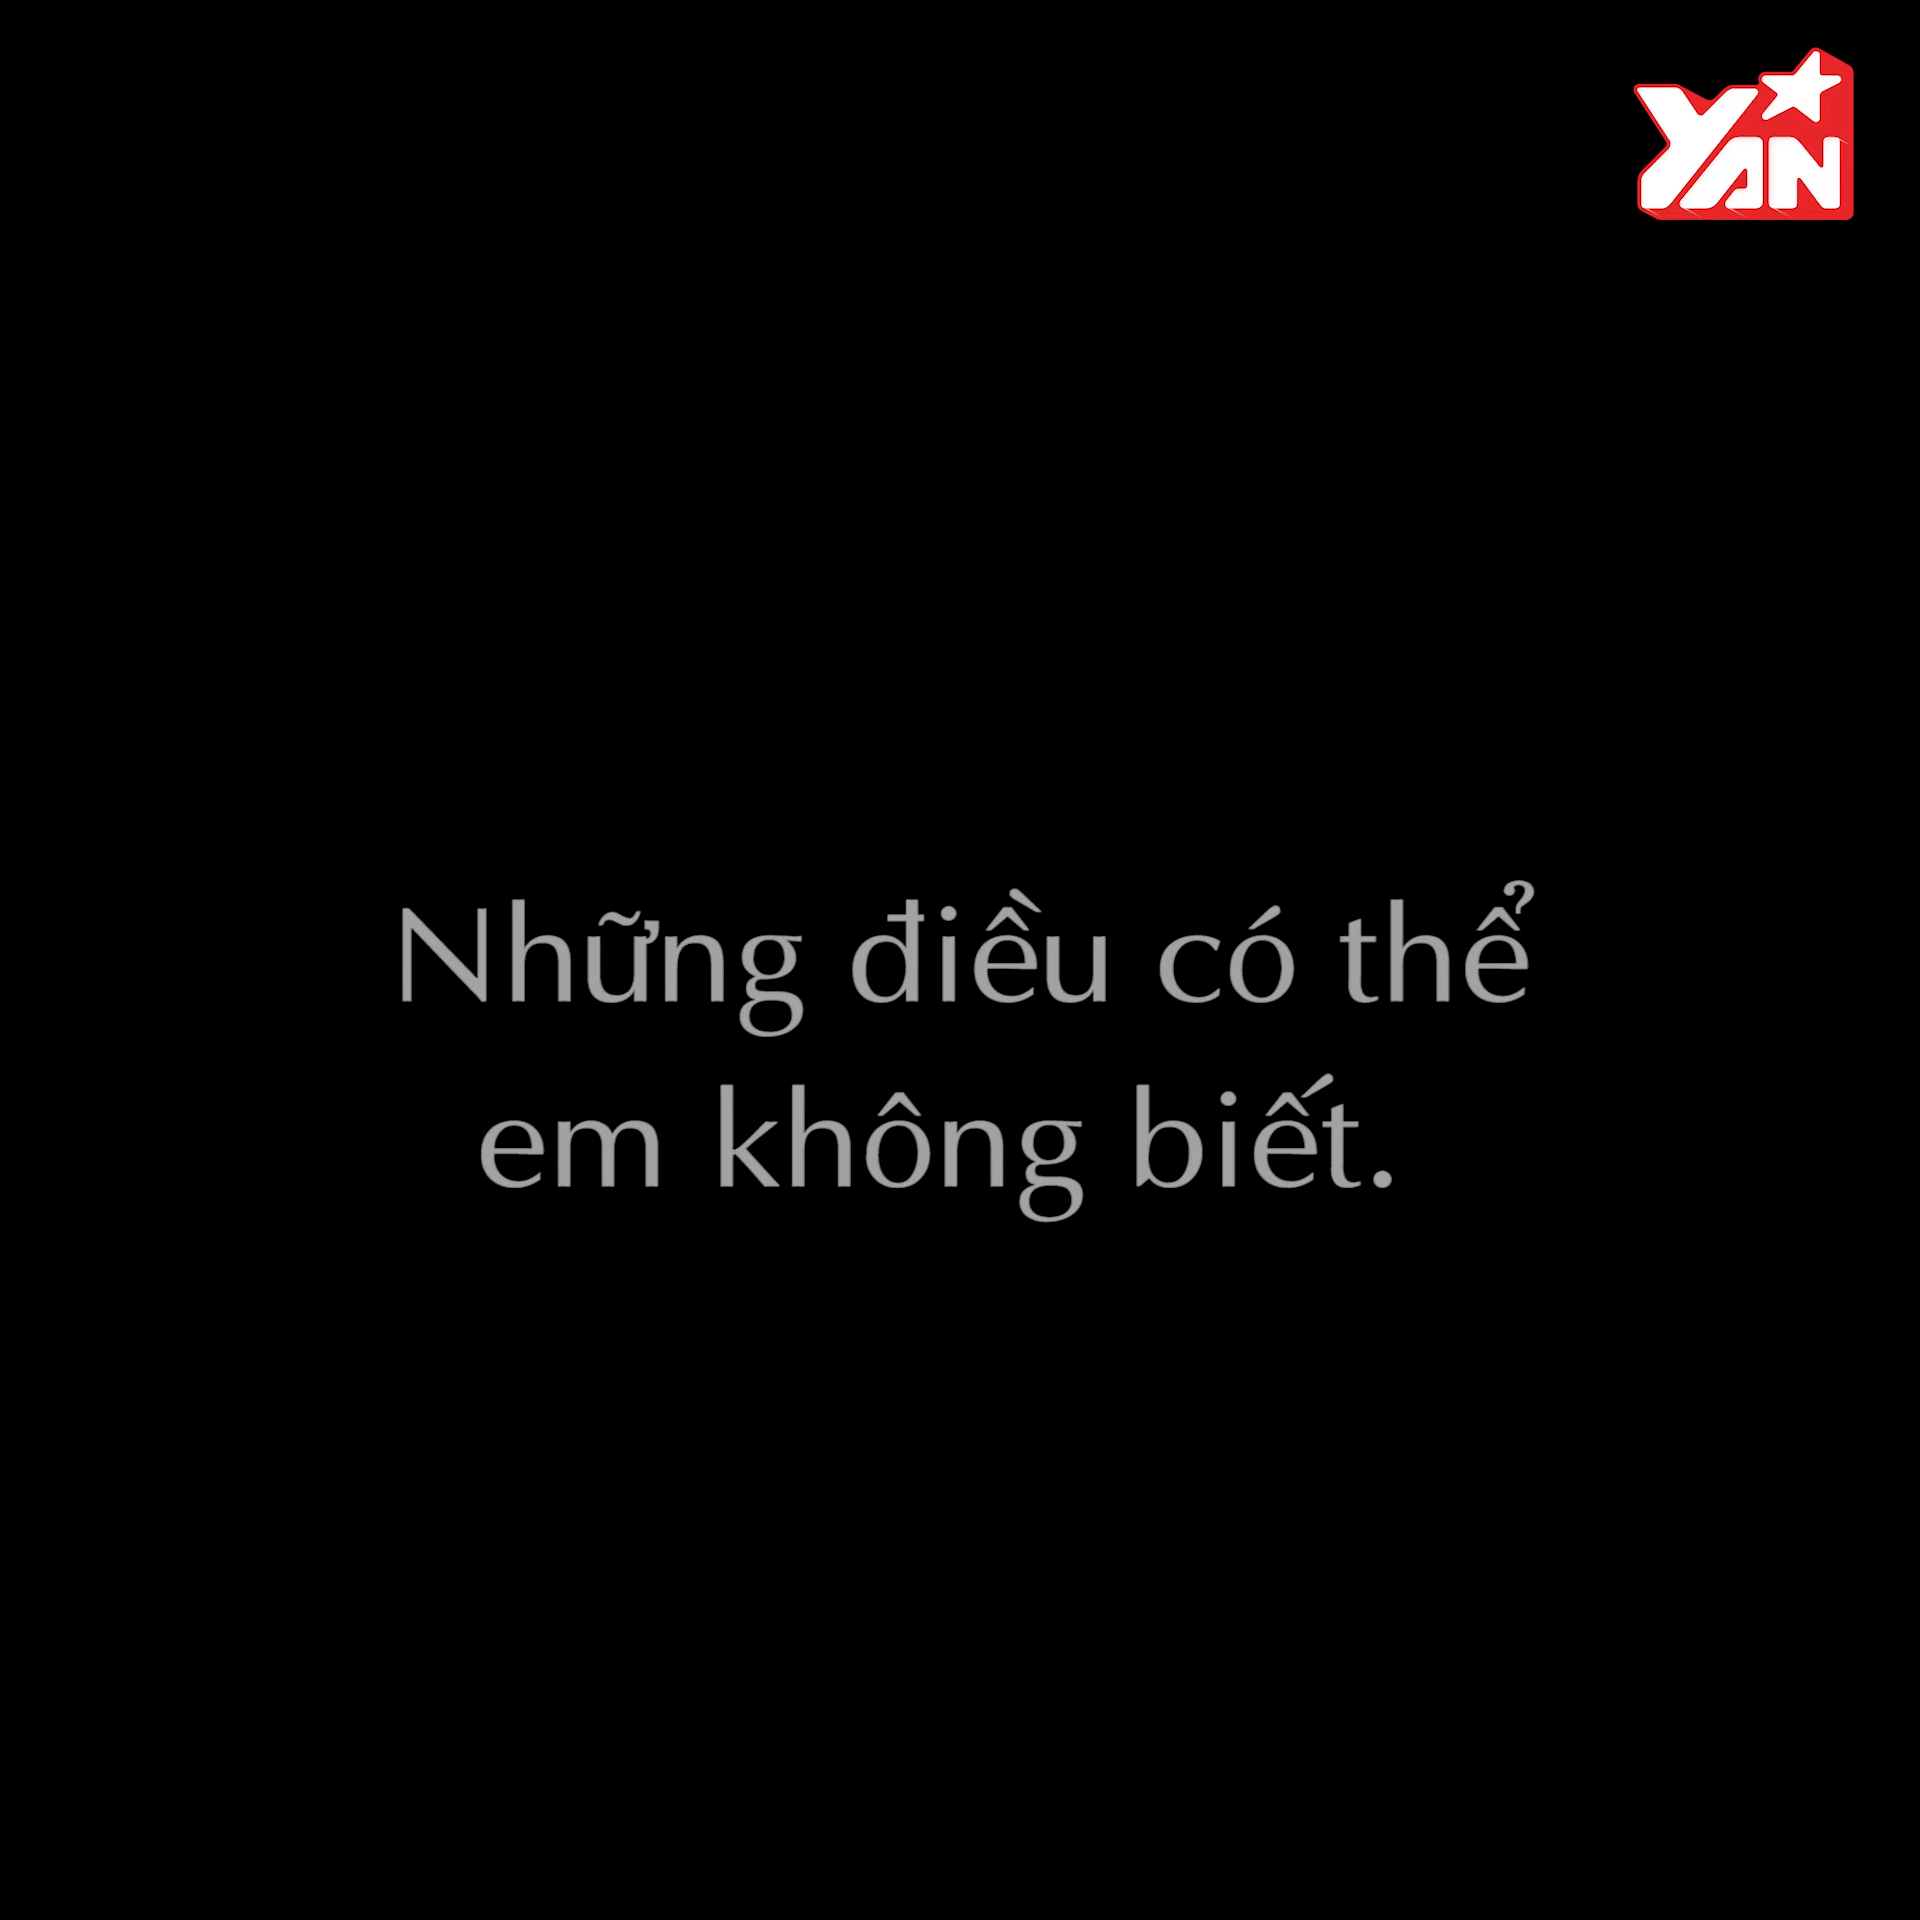 YAN
Những điều có thể
em không biết.